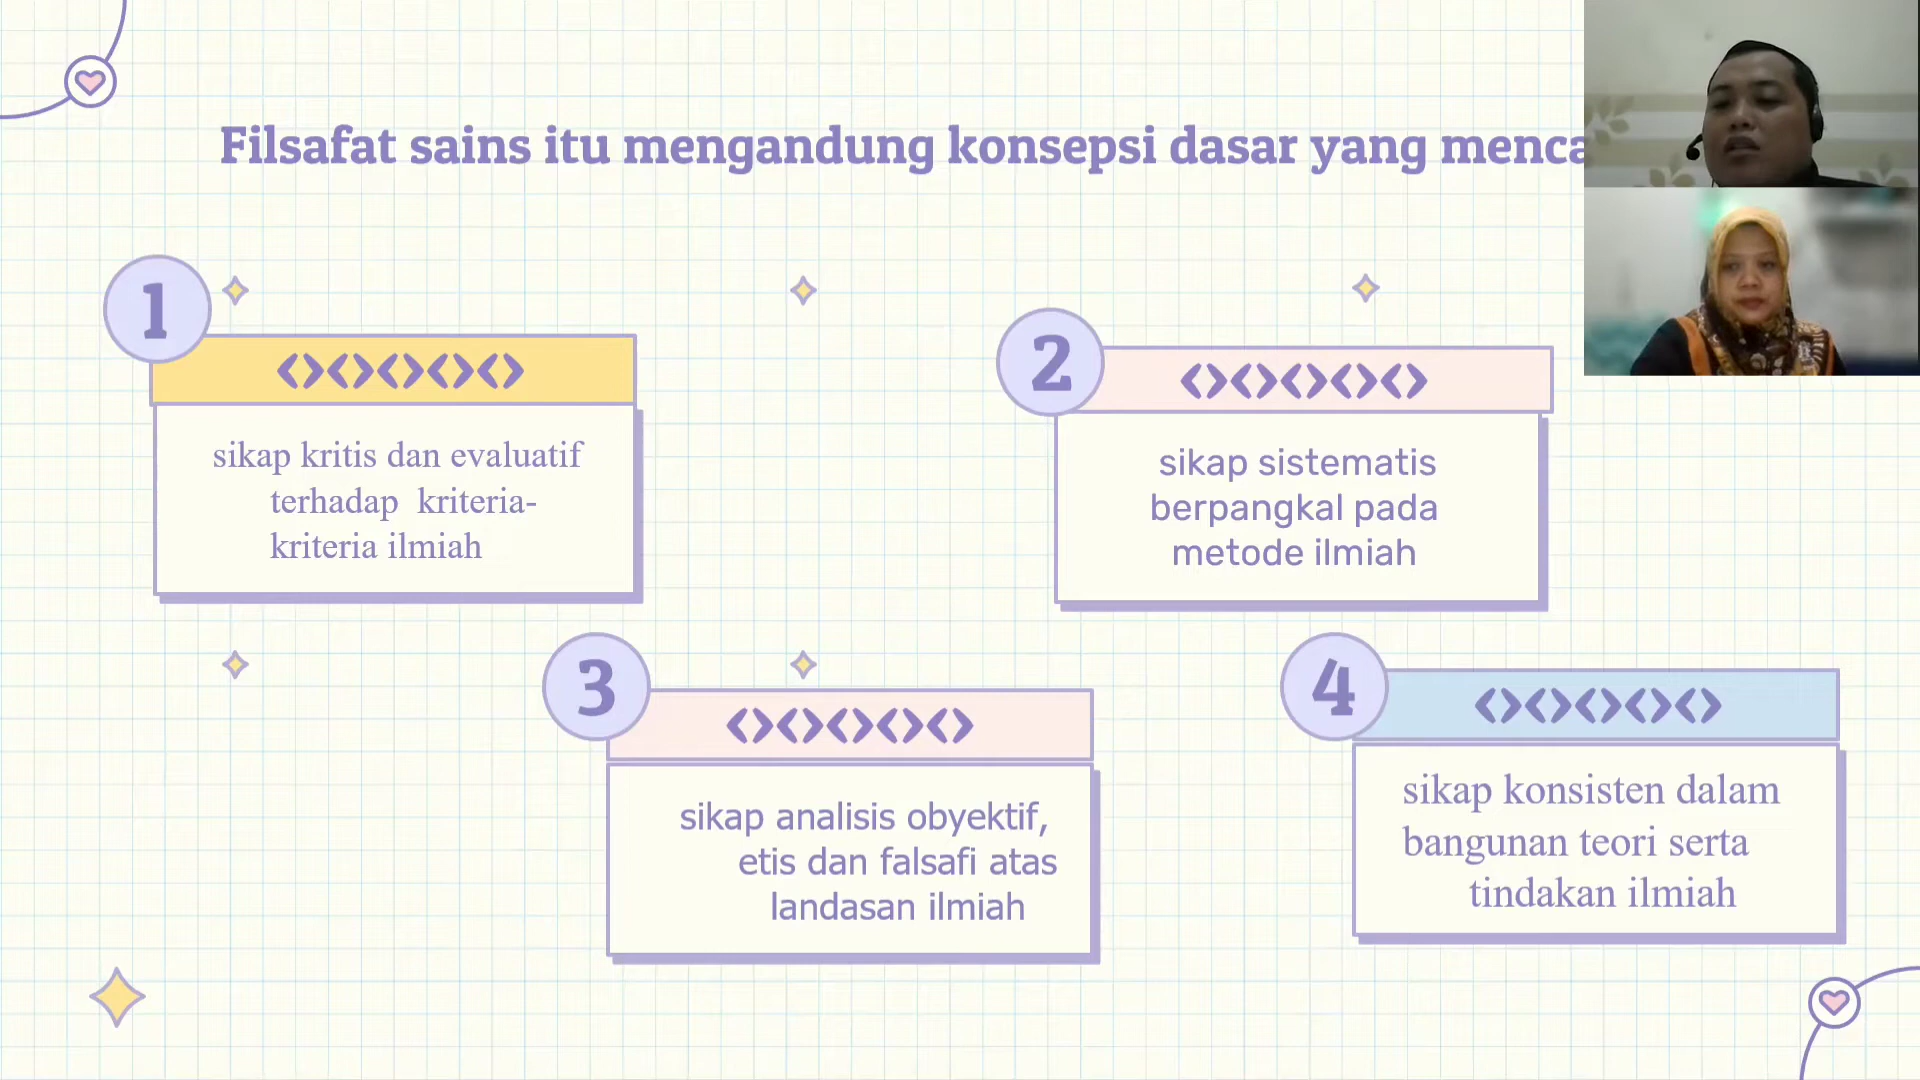 Filsafat sains itu mengandung konsepsi dasar yang menca
1
sikap kritis dan evaluatif
terhadap kriteria-
kriteria ilmiah
2
sikap sistematis
berpangkal pada
metode ilmiah
3
sikap analisis obyektif,
etis dan falsafi atas
landasan ilmiah
4
sikap konsisten dalam
bangunan teori serta
tindakan ilmiah